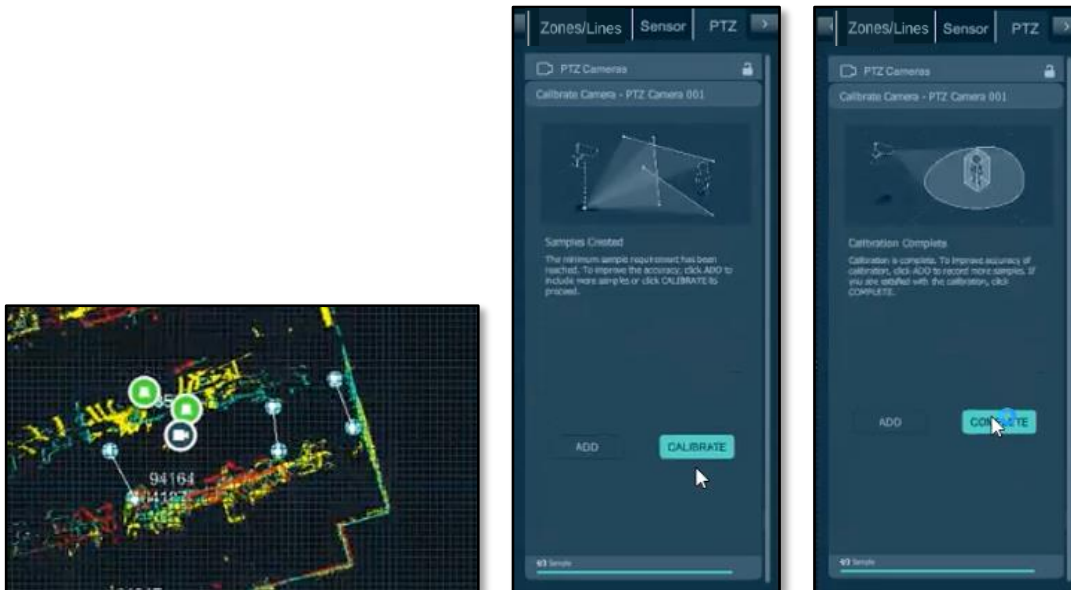 94164
Zones/Lines Sensor PTZ
PTZ Cameras
Calibrate Camera - PTZ Camera 001
Samples Created
The minimum sample requirement has been
reached. To improve the accuracy, click ADD to
include more samples or click CALIBRATE to
proceed.
ADD CALIBRATE
Sample
Zones/Lines Sensor PTZ
PTZ Cameras
Calibrate Camera - PTZ Camera 001
Calibration Complete
Calibration is complete. To improve accuracy of
calibration, click ADD to record more samples. If
you are satisfied with the calibration, click
COMPLETE.
ADD
Sample